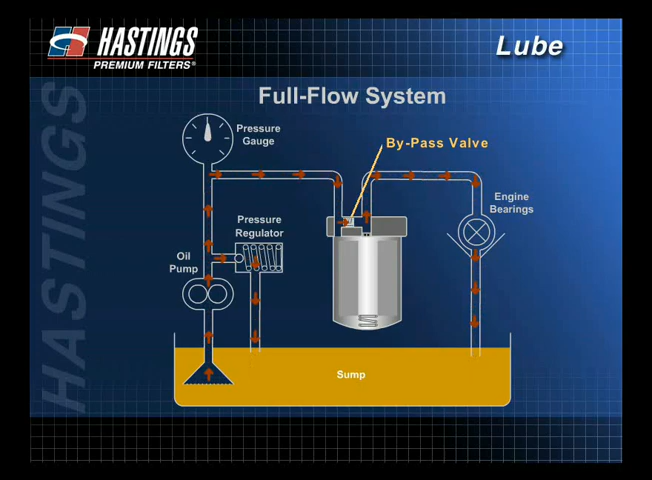 HASTINGS
PREMIUM FILTERS®
Lube
HASTINGS
Full-Flow System
Pressure
Gauge
By-Pass Valve
Engine
Bearings
Pressure
Regulator
Oil
Pump
Sump